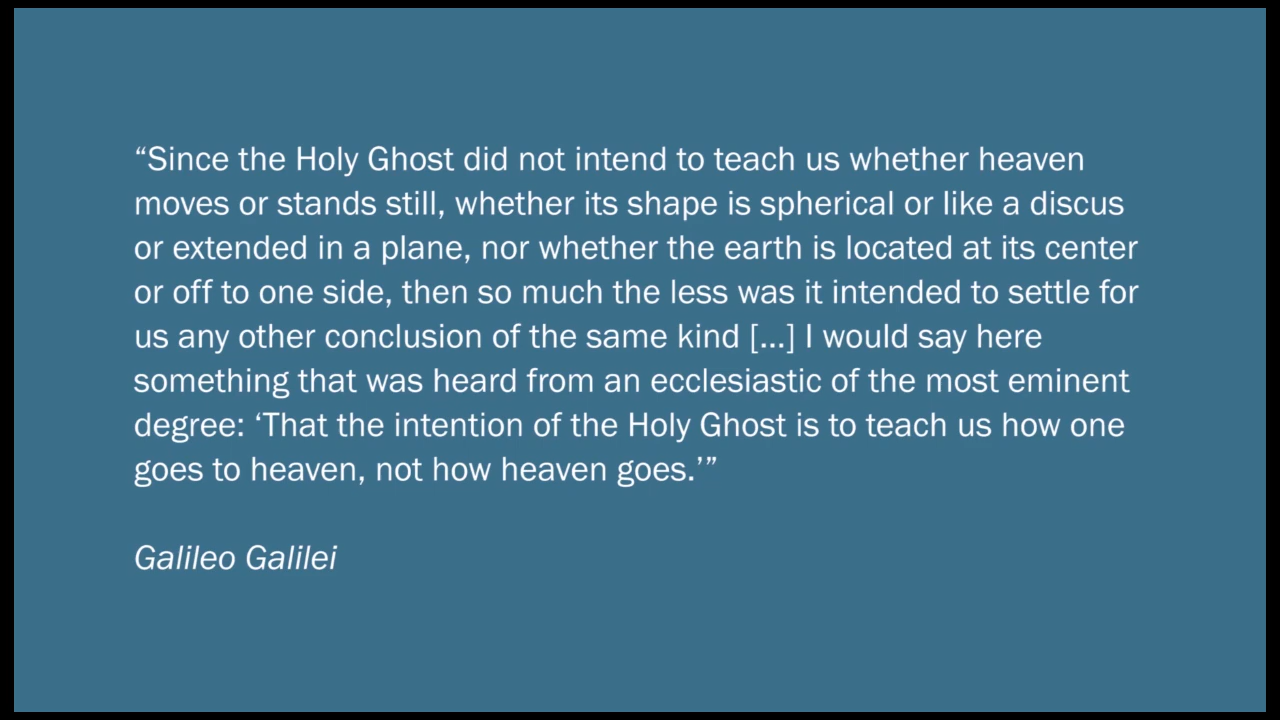 “Since the Holy Ghost did not intend to teach us whether heaven
moves or stands still, whether its shape is spherical or like a discus
or extended in a plane, nor whether the earth is located at its center
or off to one side, then so much the less was it intended to settle for
us any other conclusion of the same kind [...] I would say here
something that was heard from an ecclesiastic of the most eminent
degree: ‘That the intention of the Holy Ghost is to teach us how one
goes to heaven, not how heaven goes.’”
Galileo Galilei